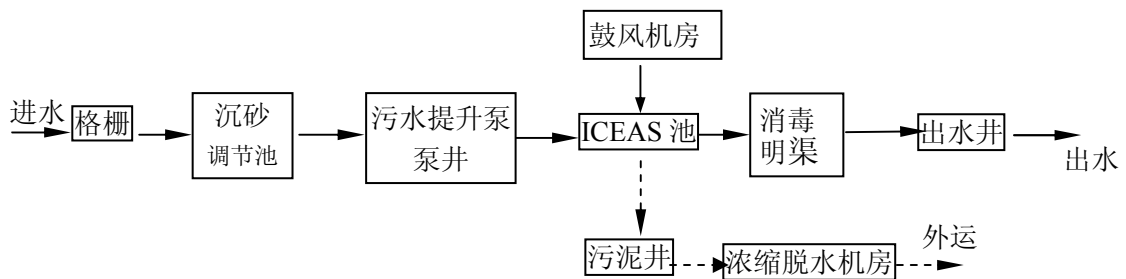 鼓风机房
进水
格栅
沉砂
调节池
污水提升泵
泵井
ICEAS 池
消毒
明渠
出水井
出水
污泥井
浓缩脱水机房
外运